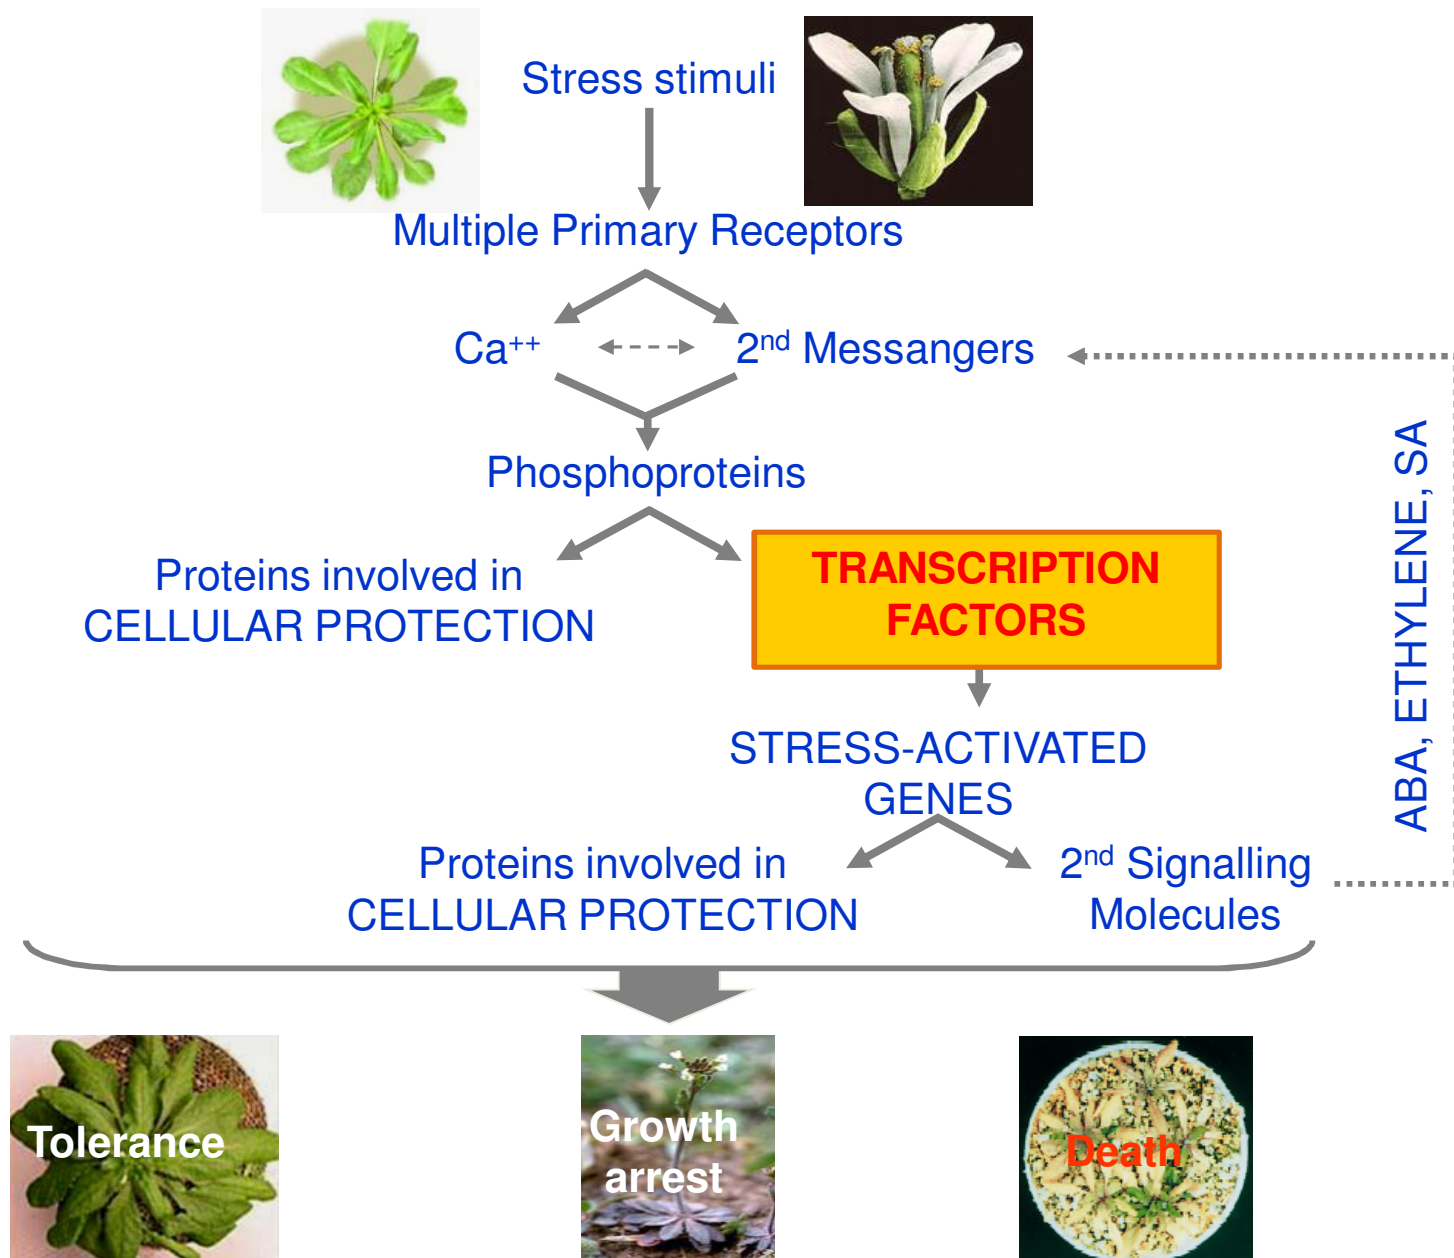 Stress stimuli
Multiple Primary Receptors
Ca⁺⁺
2ⁿᵈ Messangers
Phosphoproteins
Proteins involved in
CELLULAR PROTECTION
TRANSCRIPTION
FACTORS
STRESS-ACTIVATED
GENES
Proteins involved in
CELLULAR PROTECTION
2ⁿᵈ Signalling
Molecules
ABA, ETHYLENE, SA
Tolerance
Growth
arrest
Death